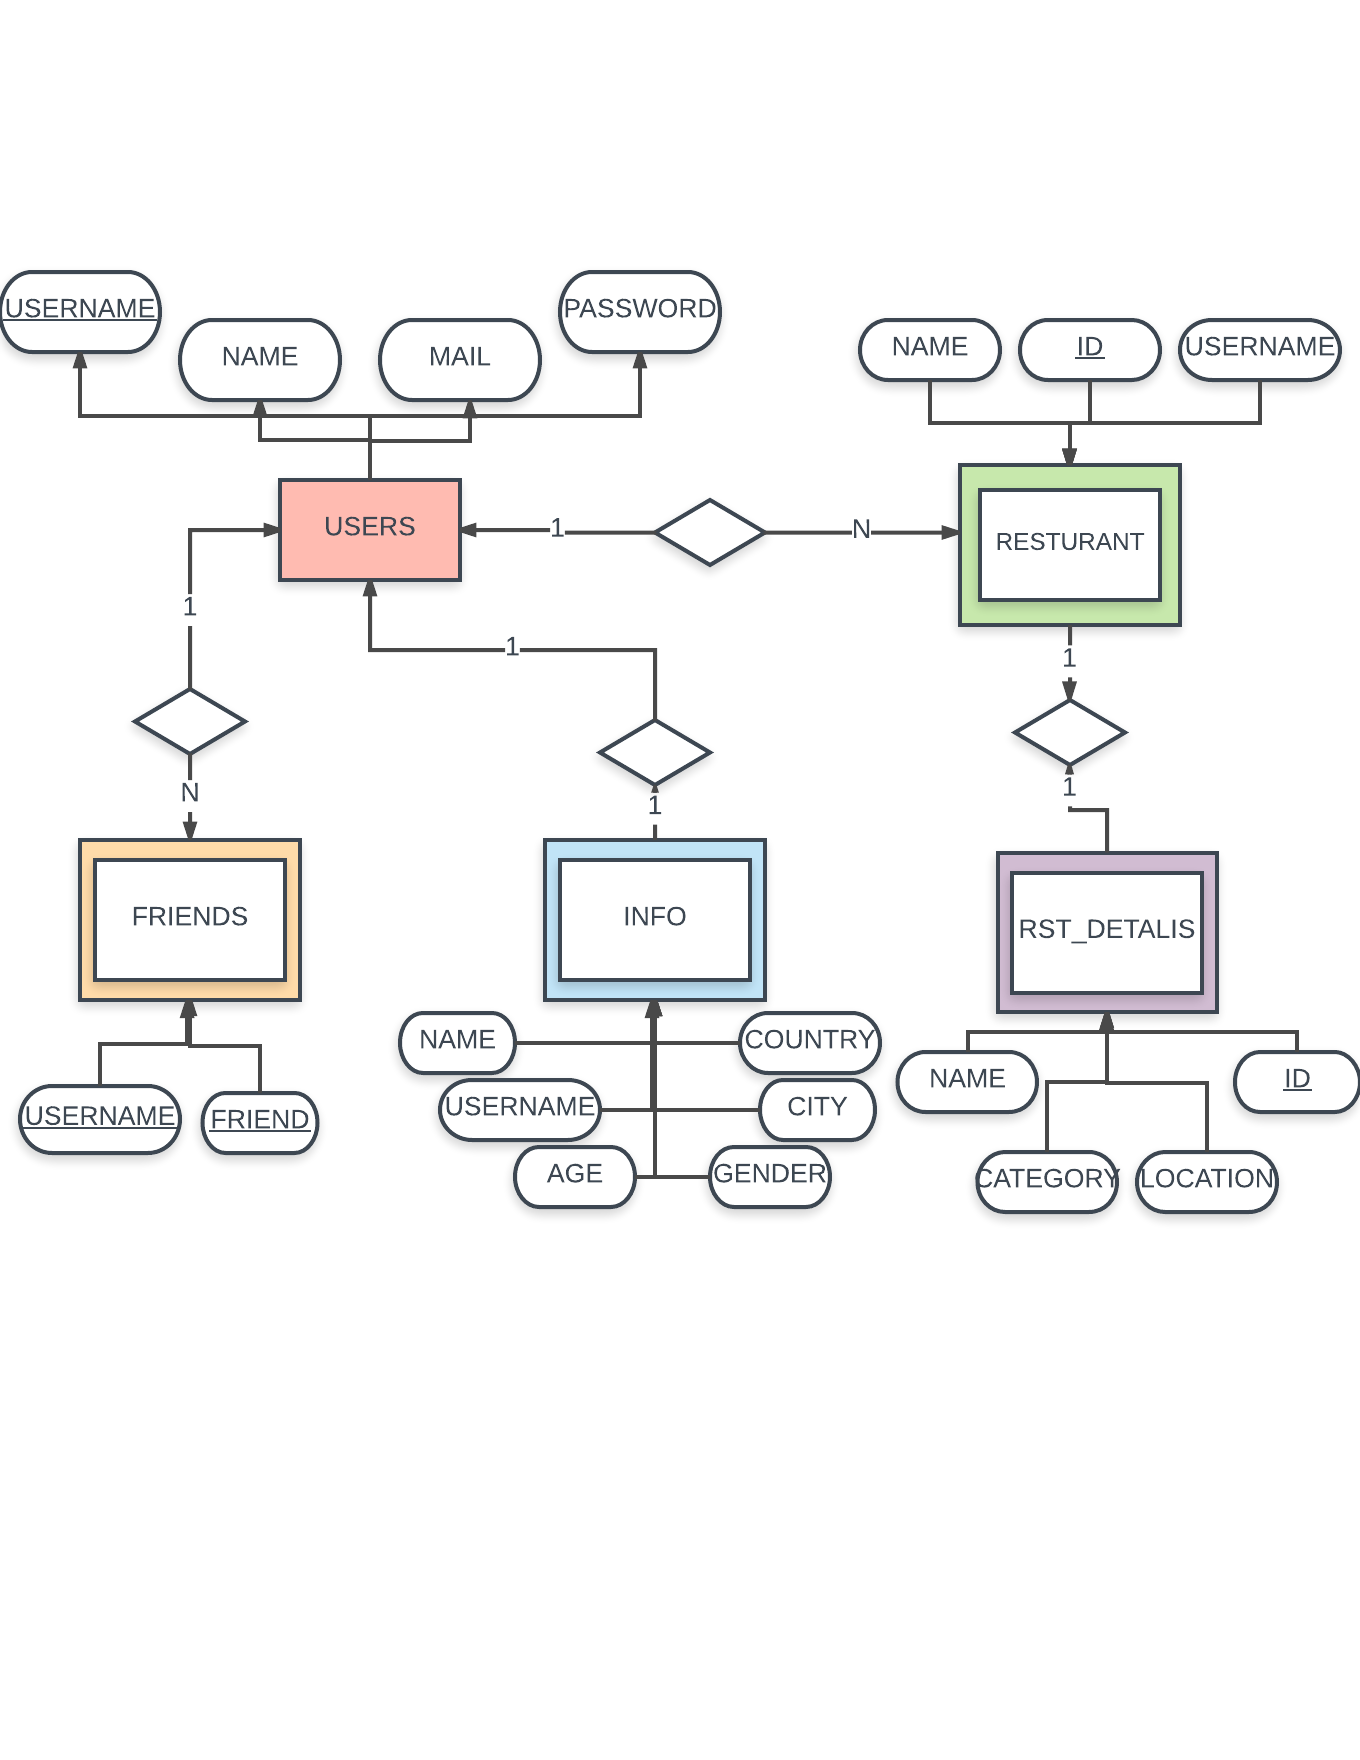 USERNAME
NAME
MAIL
PASSWORD
NAME
ID
USERNAME
USERS
1
N
RESTURANT
1
1
1
N
1
1
FRIENDS
INFO
RST_DETALIS
USERNAME
FRIEND
NAME
COUNTRY
USERNAME
CITY
AGE
GENDER
NAME
ID
CATEGORY
LOCATION